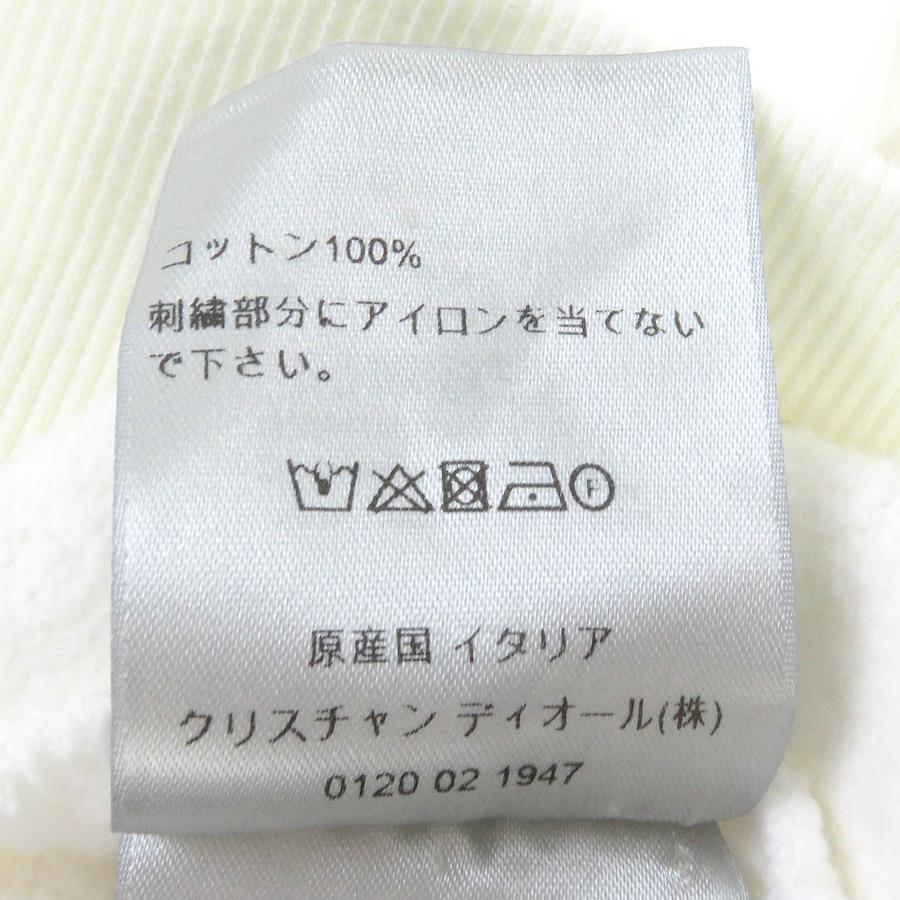 コットン100%
刺繍部分にアイロンを当てない
で下さい。
F
原産国 イタリア
クリスチャン ディオール(株)
0120 02 1947